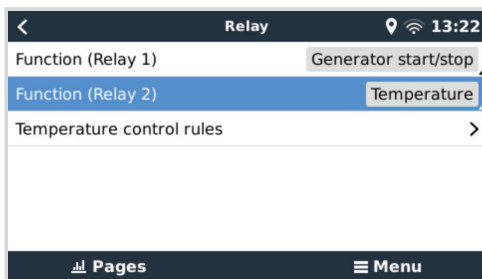 Relay 13:22
Function (Relay 1) Generator start/stop
Function (Relay 2) Temperature
Temperature control rules
Pages Menu